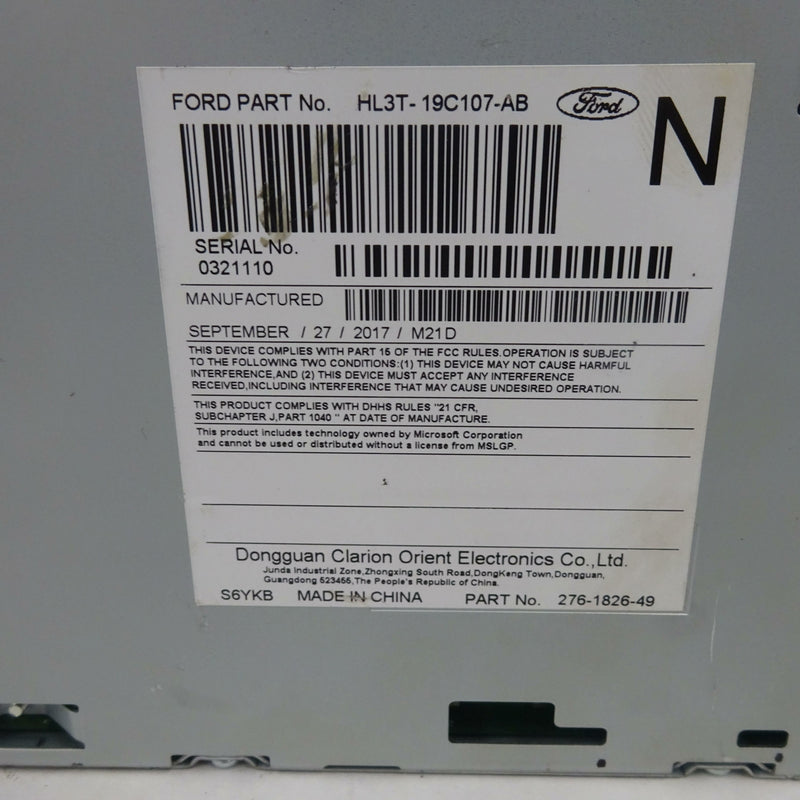 FORD PART No. HL3T-19C107-AB Ford N
SERIAL No.
0321110
MANUFACTURED
SEPTEMBER / 27 / 2017 / M21D
THIS DEVICE COMPLIES WITH PART 15 OF THE FCC RULES.OPERATION IS SUBJECT
TO THE FOLLOWING TWO CONDITIONS:(1) THIS DEVICE MAY NOT CAUSE HARMFUL
INTERFERENCE,AND (2) THIS DEVICE MUST ACCEPT ANY INTERFERENCE
RECEIVED,INCLUDING INTERFERENCE THAT MAY CAUSE UNDESIRED OPERATION.
THIS PRODUCT COMPLIES WITH DHHS RULES "21 CFR,
SUBCHAPTER J,PART 1040 " AT DATE OF MANUFACTURE.
This product includes technology owned by Microsoft Corporation
and cannot be used or distributed without a license from MSLGP.
Dongguan Clarion Orient Electronics Co.,Ltd.
Junda Industrial Zone,Zhongxing South Road,DongKeng Town,Dongguan,
Guangdong 523455,The People's Republic of China.
S6YKB MADE IN CHINA PART No. 276-1826-49